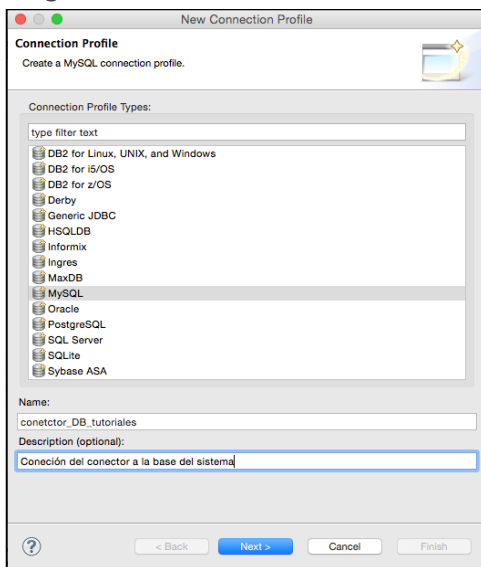 New Connection Profile
Connection Profile
Create a MySQL connection profile.
Connection Profile Types:
type filter text
DB2 for Linux, UNIX, and Windows
DB2 for i5/OS
DB2 for z/OS
Derby
Generic JDBC
HSQLDB
Informix
Ingres
MaxDB
MySQL
Oracle
PostgreSQL
SQL Server
SQLite
Sybase ASA
Name:
conetctor_DB_tutoriales
Description (optional):
Coneción del conector a la base del sistema
? < Back Next > Cancel Finish